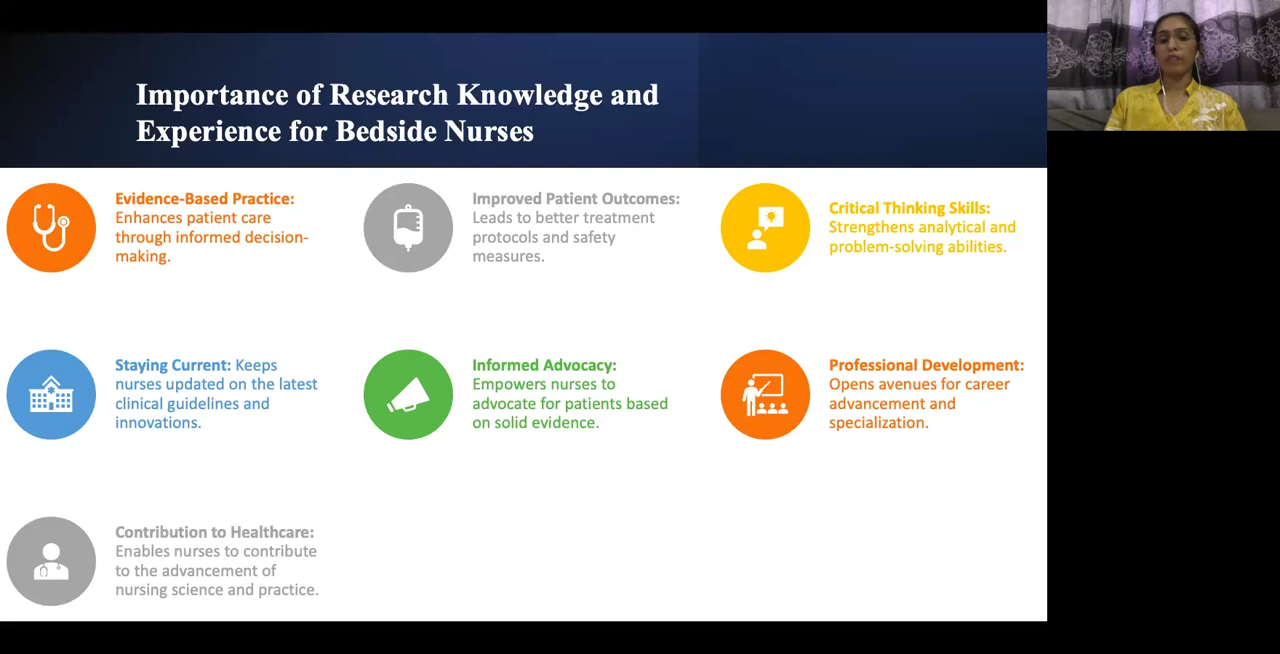 Importance of Research Knowledge and
Experience for Bedside Nurses
Evidence-Based Practice:
Enhances patient care
through informed decision-
making.
Improved Patient Outcomes:
Leads to better treatment
protocols and safety
measures.
Critical Thinking Skills:
Strengthens analytical and
problem-solving abilities.
Staying Current: Keeps
nurses updated on the latest
clinical guidelines and
innovations.
Informed Advocacy:
Empowers nurses to
advocate for patients based
on solid evidence.
Professional Development:
Opens avenues for career
advancement and
specialization.
Contribution to Healthcare:
Enables nurses to contribute
to the advancement of
nursing science and practice.